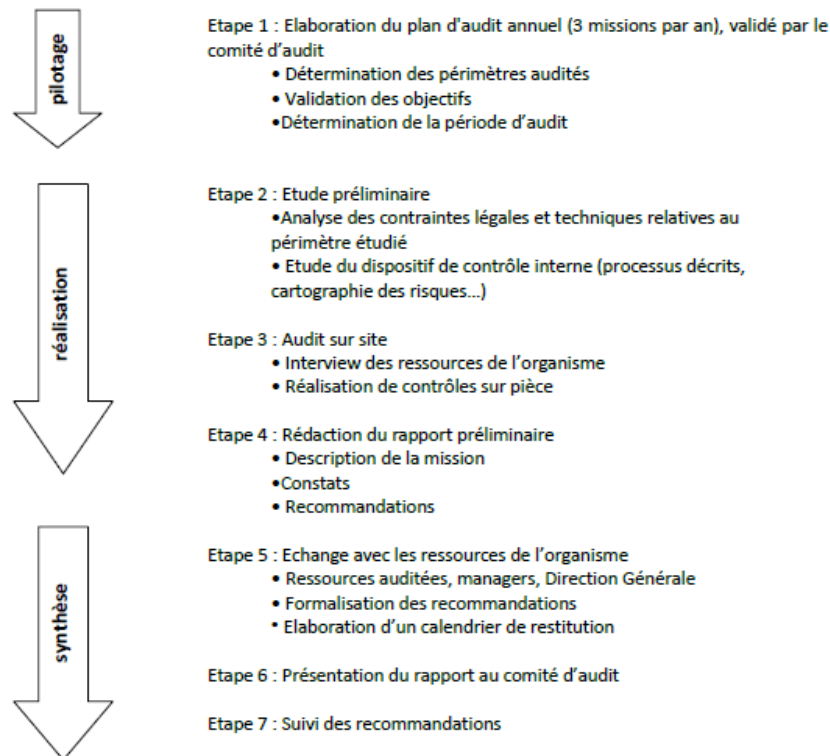 pilotage
Etape 1 : Elaboration du plan d'audit annuel (3 missions par an), validé par le
comité d’audit
• Détermination des périmètres audités
• Validation des objectifs
•Détermination de la période d’audit
réalisation
Etape 2 : Etude préliminaire
•Analyse des contraintes légales et techniques relatives au
périmètre étudié
• Etude du dispositif de contrôle interne (processus décrits,
cartographie des risques...)
Etape 3 : Audit sur site
• Interview des ressources de l’organisme
• Réalisation de contrôles sur pièce
Etape 4 : Rédaction du rapport préliminaire
• Description de la mission
•Constats
• Recommandations
synthèse
Etape 5 : Echange avec les ressources de l’organisme
• Ressources auditées, managers, Direction Générale
• Formalisation des recommandations
• Elaboration d’un calendrier de restitution
Etape 6 : Présentation du rapport au comité d’audit
Etape 7 : Suivi des recommandations